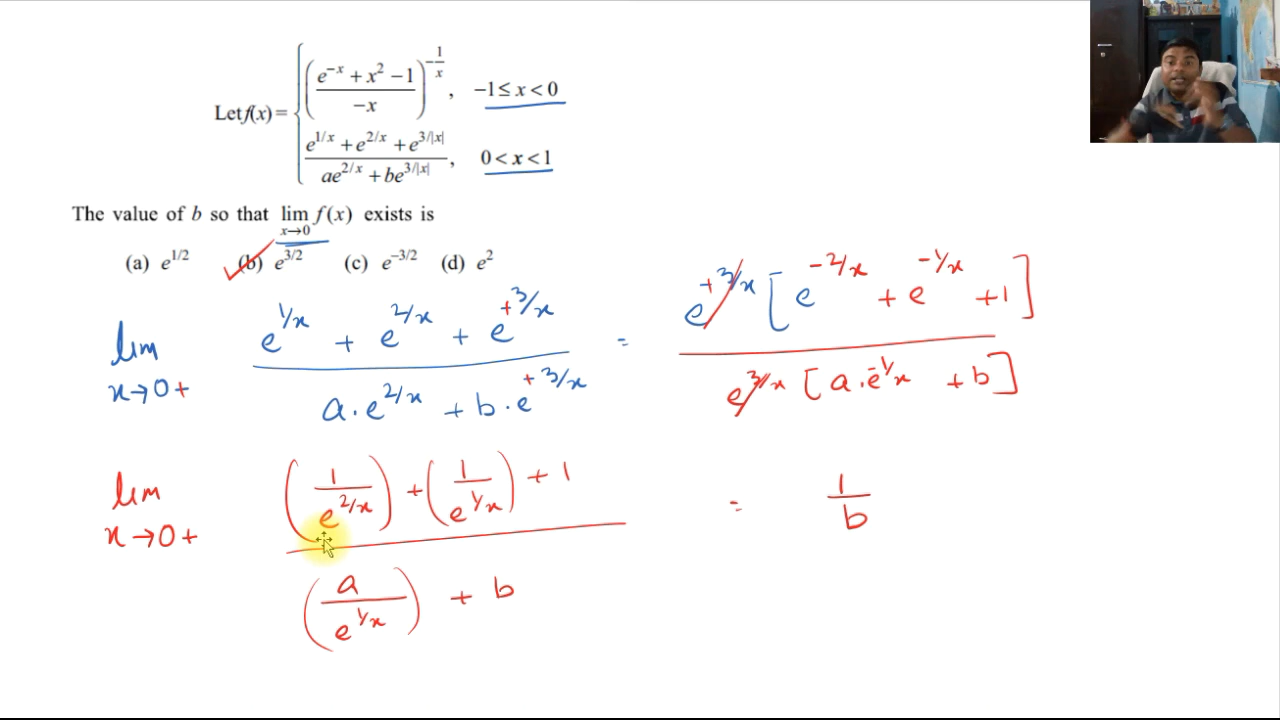 Let f(x) = { ( (e^{-x} + x^2 − 1) / (−x) )^{-1/x} ,   −1 ≤ x < 0
(e^{1/x} + e^{2/x} + e^{3/|x|}) / (ae^{2/x} + be^{3/|x|}) ,   0 < x < 1
The value of b so that lim_{x→0} f(x) exists is
(a) e^{1/2}   (b) e^{3/2}   (c) e^{−3/2}   (d) e^2
lim_{x→0+} (e^{1/x} + e^{2/x} + e^{+3/x}) / (a·e^{2/x} + b·e^{+3/x}) = e^{+3/x} [e^{−2/x} + e^{−1/x} + 1] / e^{3/x} [a·e^{−1/x} + b]
lim_{x→0+} ((1/e^{2/x}) + (1/e^{1/x}) + 1) / ((a/e^{1/x}) + b) = 1/b